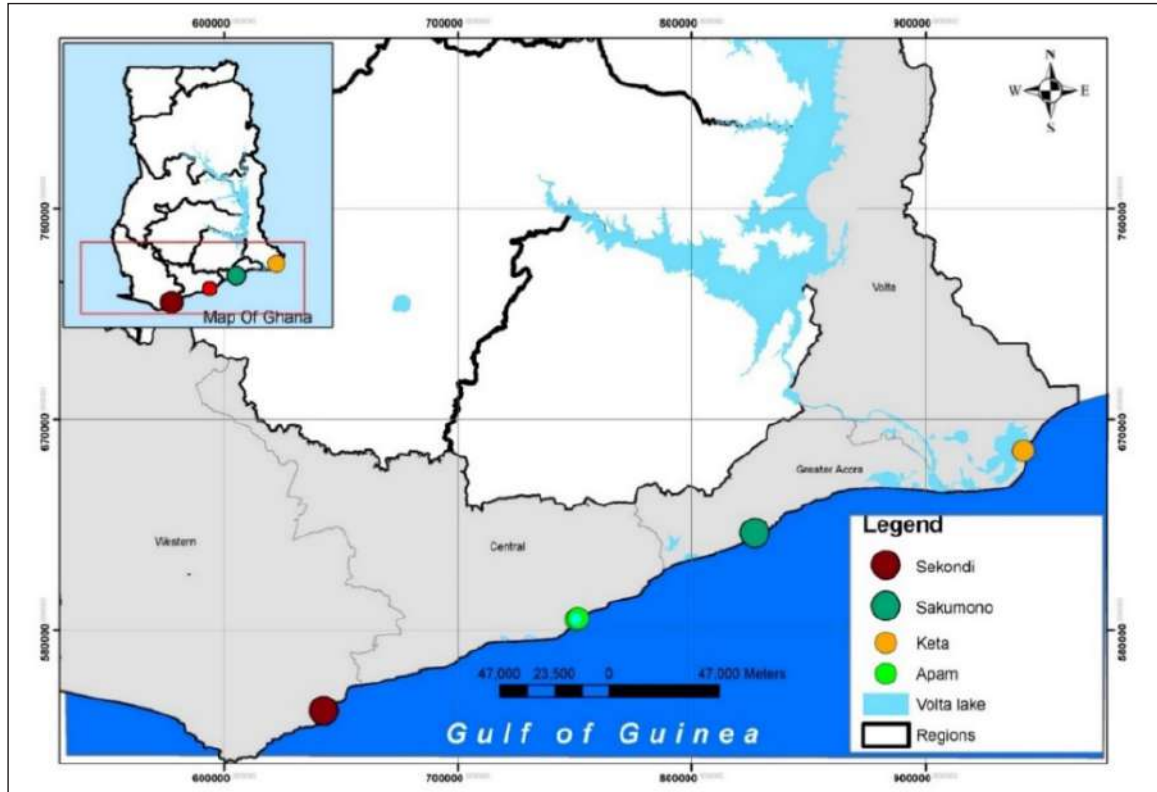 600000 700000 800000 900000
N
W E
S
760000 760000
Volta
Map Of Ghana
670000 670000
Greater Accra
Legend
Western
Central
Sekondi
Sakumono
580000 580000
Keta
Apam
47,000 23,500 0 47,000 Meters
Volta lake
Gulf of Guinea
Regions
600000 700000 800000 900000